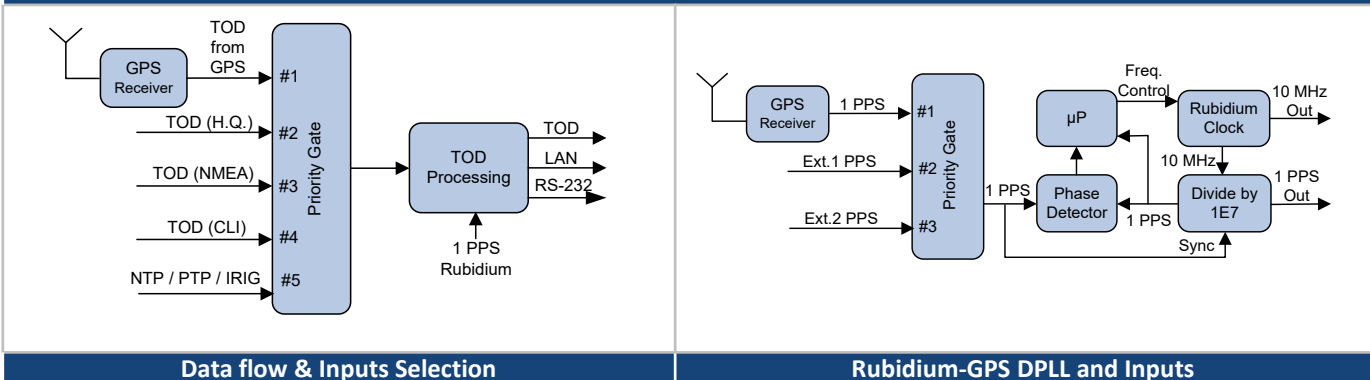 TOD
from
GPS
GPS
Receiver
#1
TOD (H.Q.)
#2
TOD (NMEA)
#3
TOD (CLI)
#4
NTP / PTP / IRIG
#5
Priority Gate
TOD
Processing
TOD
LAN
RS-232
1 PPS
Rubidium
Data flow & Inputs Selection
GPS
Receiver
1 PPS
#1
Ext.1 PPS
#2
Ext.2 PPS
#3
Priority Gate
1 PPS
µP
Freq.
Control
Rubidium
Clock
10 MHz
Out
10 MHz
Phase
Detector
1 PPS
Divide by
1E7
1 PPS
Out
Sync
Rubidium-GPS DPLL and Inputs